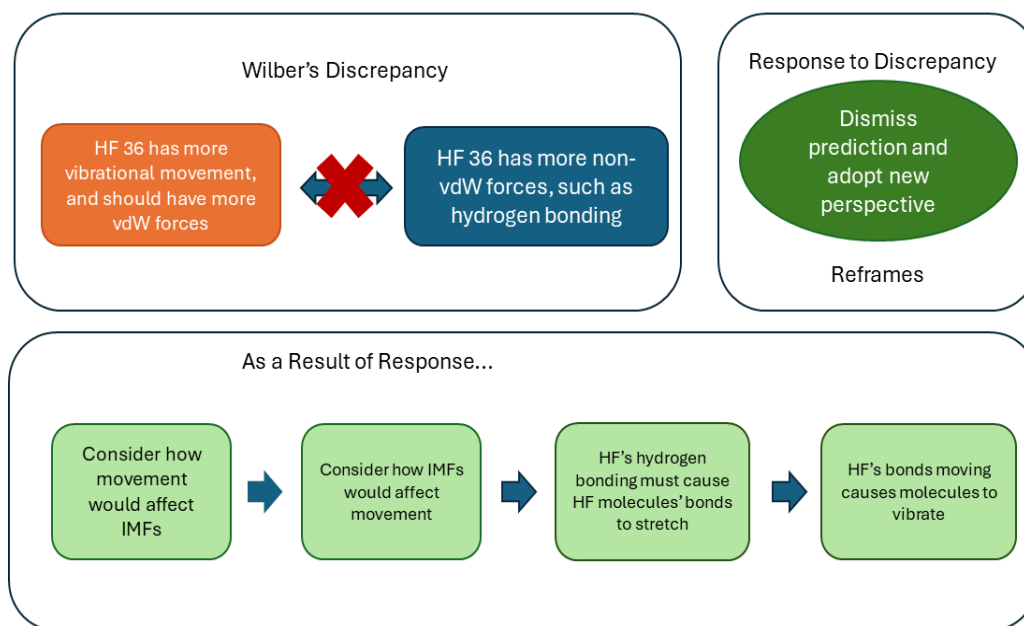 Wilber’s Discrepancy
HF 36 has more
vibrational movement,
and should have more
vdW forces
HF 36 has more non-
vdW forces, such as
hydrogen bonding
Response to Discrepancy
Dismiss
prediction and
adopt new
perspective
Reframes
As a Result of Response...
Consider how
movement
would affect
IMFs
Consider how IMFs
would affect
movement
HF’s hydrogen
bonding must cause
HF molecules’ bonds
to stretch
HF’s bonds moving
causes molecules to
vibrate